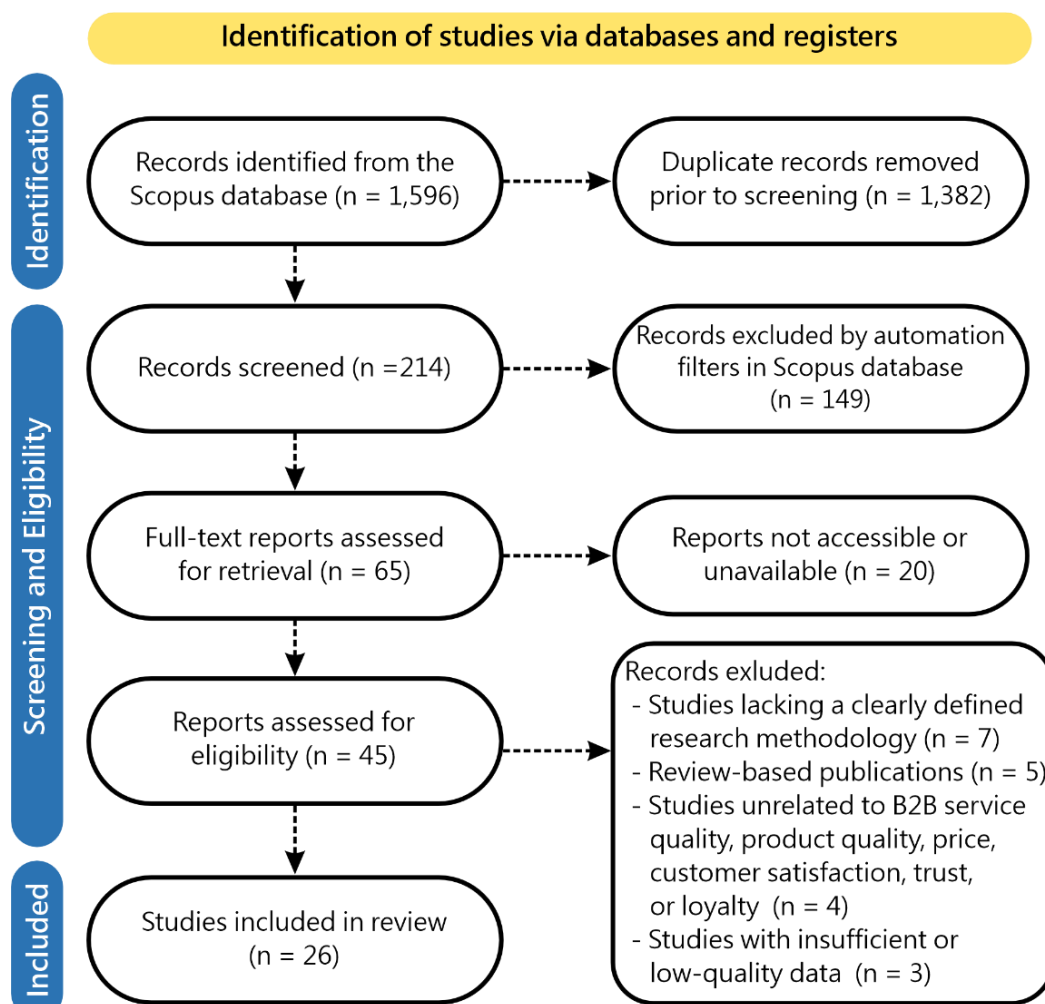 Identification of studies via databases and registers
Identification
Records identified from the
Scopus database (n = 1,596)
Duplicate records removed
prior to screening (n = 1,382)
Screening and Eligibility
Records screened (n =214)
Records excluded by automation
filters in Scopus database
(n = 149)
Full-text reports assessed
for retrieval (n = 65)
Reports not accessible or
unavailable (n = 20)
Reports assessed for
eligibility (n = 45)
Records exluded:
- Studies lacking a clearly defined
research methodology (n = 7)
- Review-based publications (n = 5)
- Studies unrelated to B2B service
quality, product quality, price,
customer satisfaction, trust,
or loyalty (n = 4)
- Studies with insufficient or
low-quality data (n = 3)
Included
Studies included in review
(n = 26)